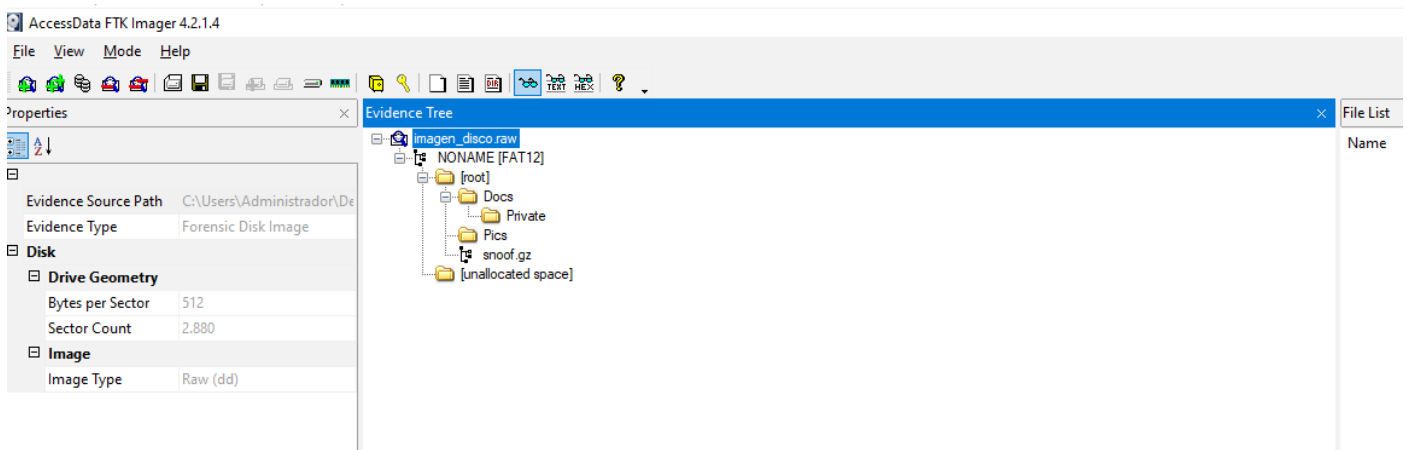 AccessData FTK Imager 4.2.1.4
File View Mode Help
DIR TEXT HEX
Properties
Evidence Tree
File List
Evidence Source Path C:\Users\Administrador\De
Evidence Type Forensic Disk Image
Disk
Drive Geometry
Bytes per Sector 512
Sector Count 2.880
Image
Image Type Raw (dd)
imagen_disco.raw
NONAME [FAT12]
[root]
Docs
Private
Pics
snoof.gz
[unallocated space]
Name